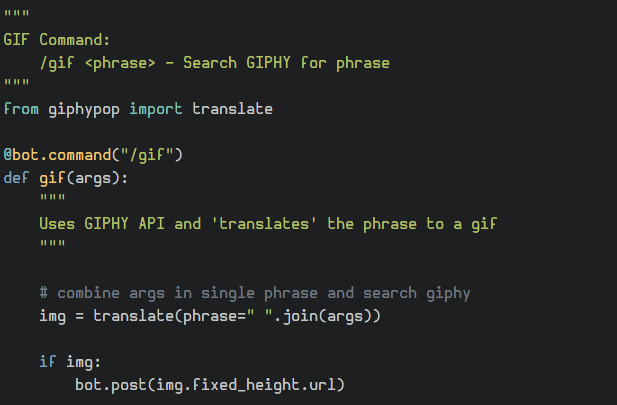 """
GIF Command:
    /gif <phrase> - Search GIPHY for phrase
"""
from giphypop import translate

@bot.command("/gif")
def gif(args):
    """
    Uses GIPHY API and 'translates' the phrase to a gif
    """

    # combine args in single phrase and search giphy
    img = translate(phrase=" ".join(args))

    if img:
        bot.post(img.fixed_height.url)